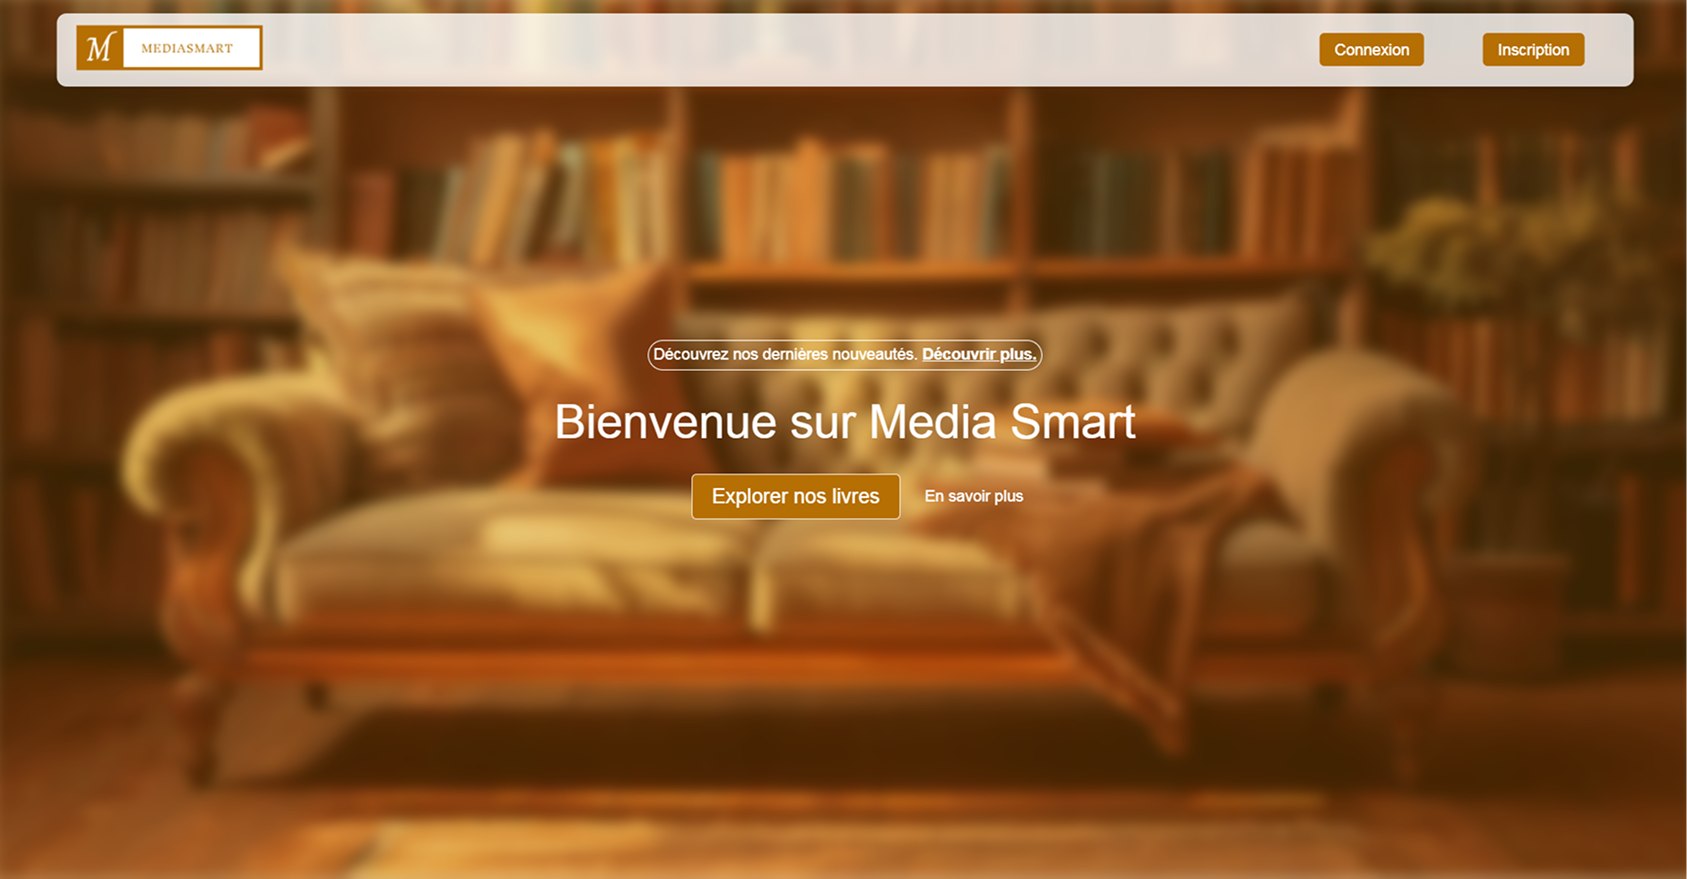 M MEDIASMART
Connexion
Inscription
Découvrez nos dernières nouveautés. Découvrir plus.
Bienvenue sur Media Smart
Explorer nos livres
En savoir plus